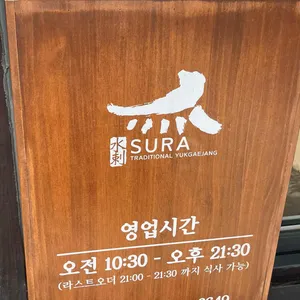 水剌
SURA
TRADITIONAL YUKGAEJANG
영업시간
오전 10:30 - 오후 21:30
(라스트오더 21:00 - 21:30 까지 식사 가능)